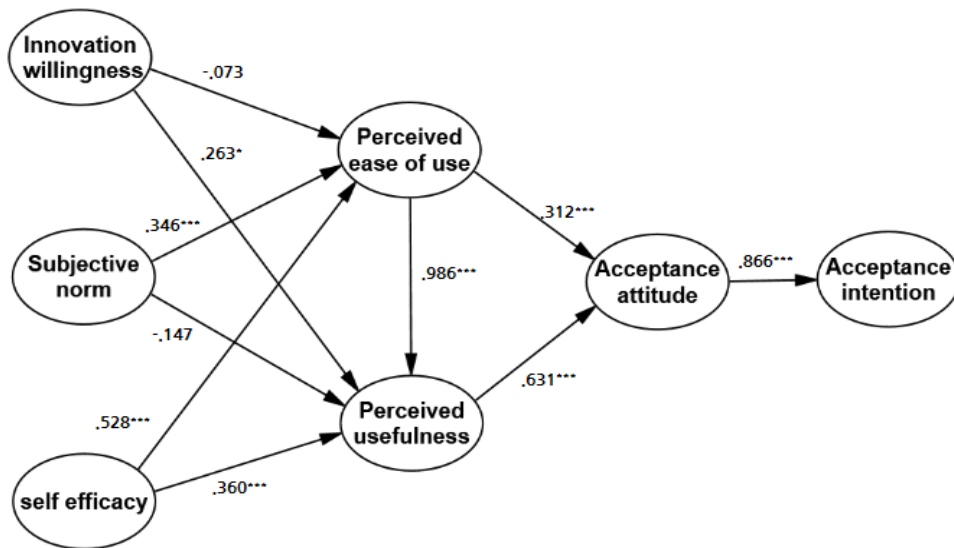 Innovation
willingness
-.073
.263*
Perceived
ease of use
.346***
.312***
Subjective
norm
.986***
Acceptance
attitude
.866***
Acceptance
intention
-.147
.631***
Perceived
usefulness
.528***
.360***
self efficacy